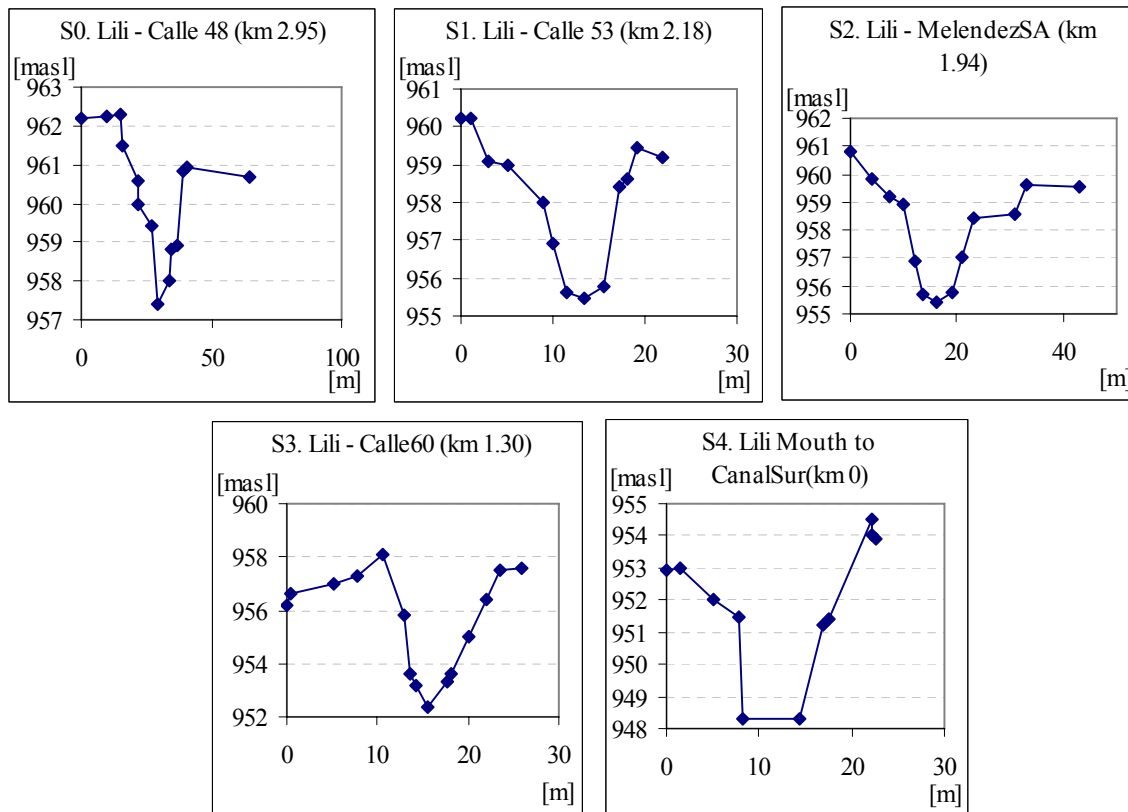 S0. Lili - Calle 48 (km 2.95)
[masl]
963
962
961
960
959
958
957
0 50 100
[m]
S1. Lili - Calle 53 (km 2.18)
[masl]
961
960
959
958
957
956
955
0 10 20 30
[m]
S2. Lili - MelendezSA (km
1.94)
[masl]
962
961
960
959
958
957
956
955
0 20 40
[m]
S3. Lili - Calle60 (km 1.30)
[masl]
960
958
956
954
952
0 10 20 30
[m]
S4. Lili Mouth to
CanalSur(km 0)
[masl]
955
954
953
952
951
950
949
948
0 10 20 30
[m]